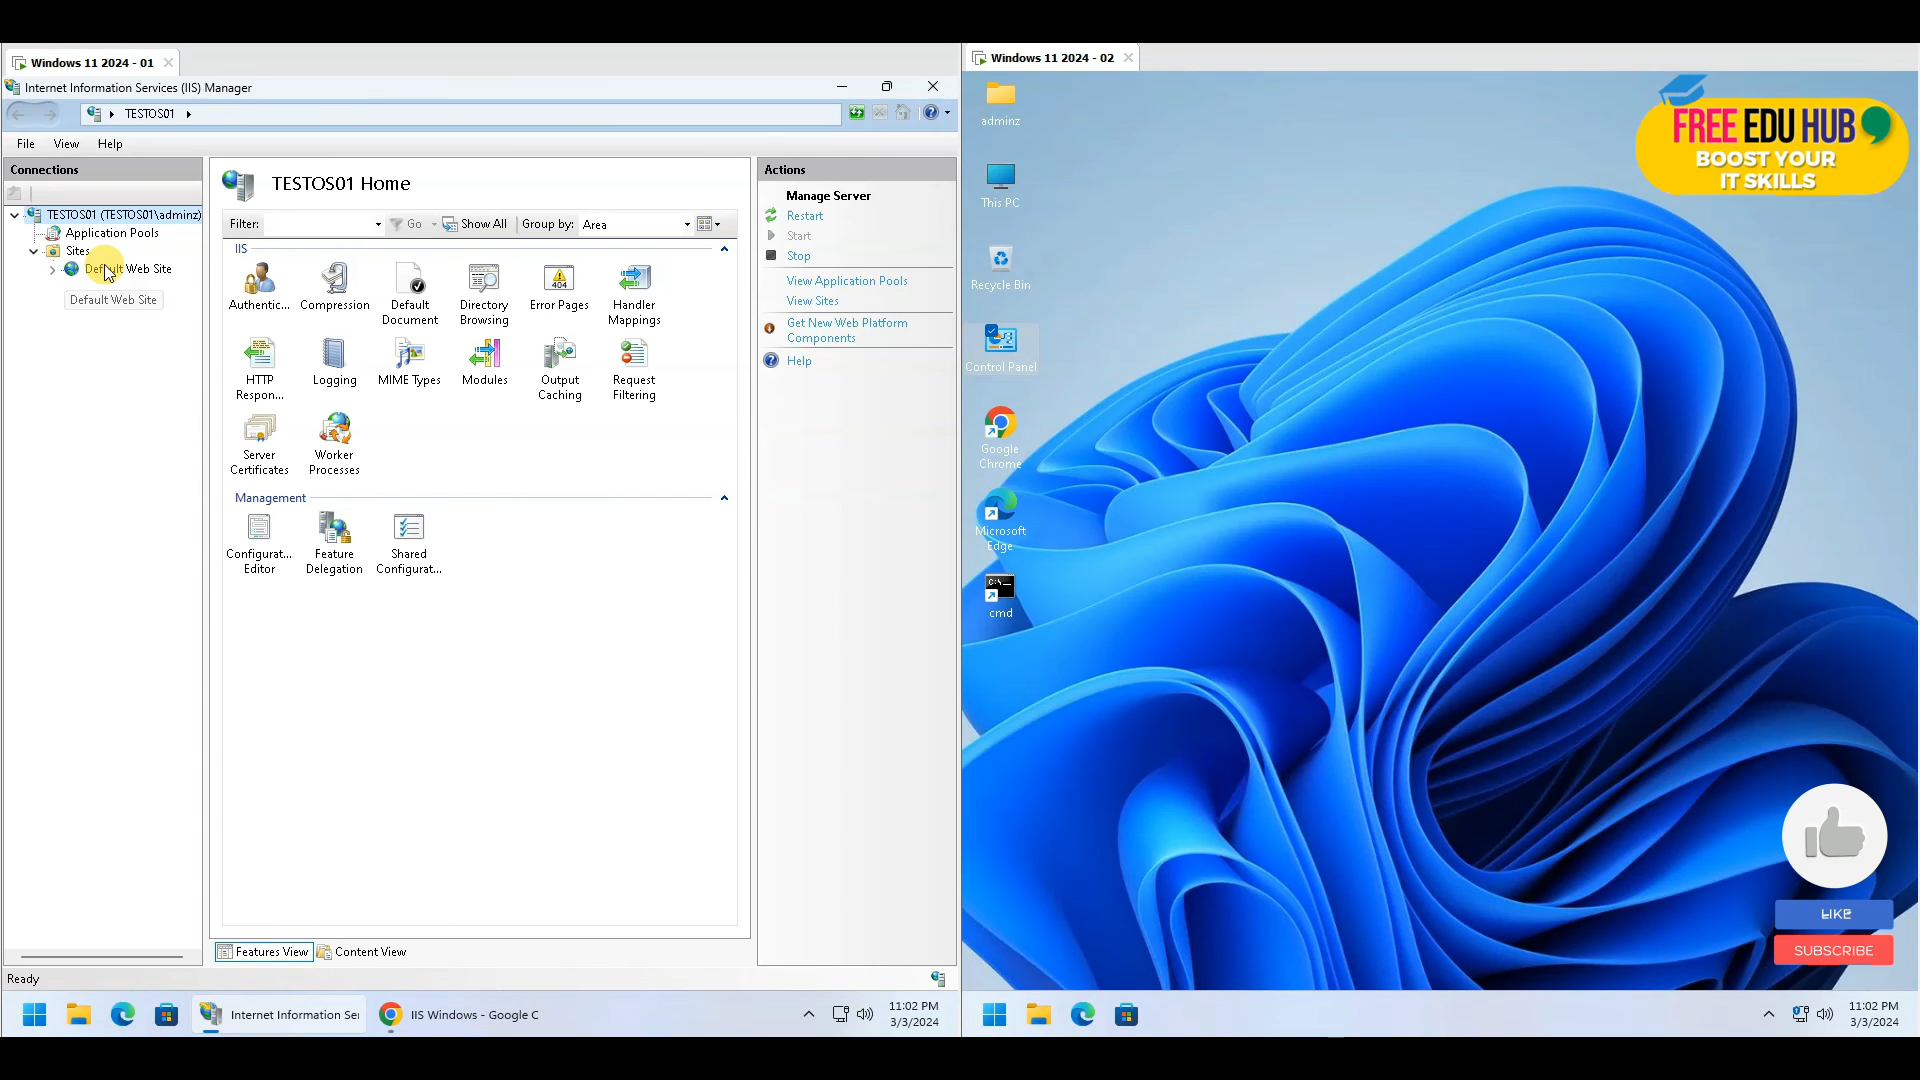 Windows 11 2024 - 01
Internet Information Services (IIS) Manager
TESTOS01
File View Help
Connections
TESTOS01 (TESTOS01\adminz)
Application Pools
Sites
Default Web Site
Default Web Site
TESTOS01 Home
Filter: Go Show All Group by: Area
IIS
Authentic...
Compression
Default
Document
Directory
Browsing
Error Pages
Handler
Mappings
HTTP
Respon...
Logging
MIME Types
Modules
Output
Caching
Request
Filtering
Server
Certificates
Worker
Processes
Management
Configurat...
Editor
Feature
Delegation
Shared
Configurat...
Features View
Content View
Actions
Manage Server
Restart
Start
Stop
View Application Pools
View Sites
Get New Web Platform
Components
Help
Ready
Internet Information Ser
IIS Windows - Google C
11:02 PM
3/3/2024
Windows 11 2024 - 02
adminz
This PC
Recycle Bin
Control Panel
Google
Chrome
Microsoft
Edge
C:\
cmd
FREE EDU HUB
BOOST YOUR
IT SKILLS
LIKE
SUBSCRIBE
11:02 PM
3/3/2024